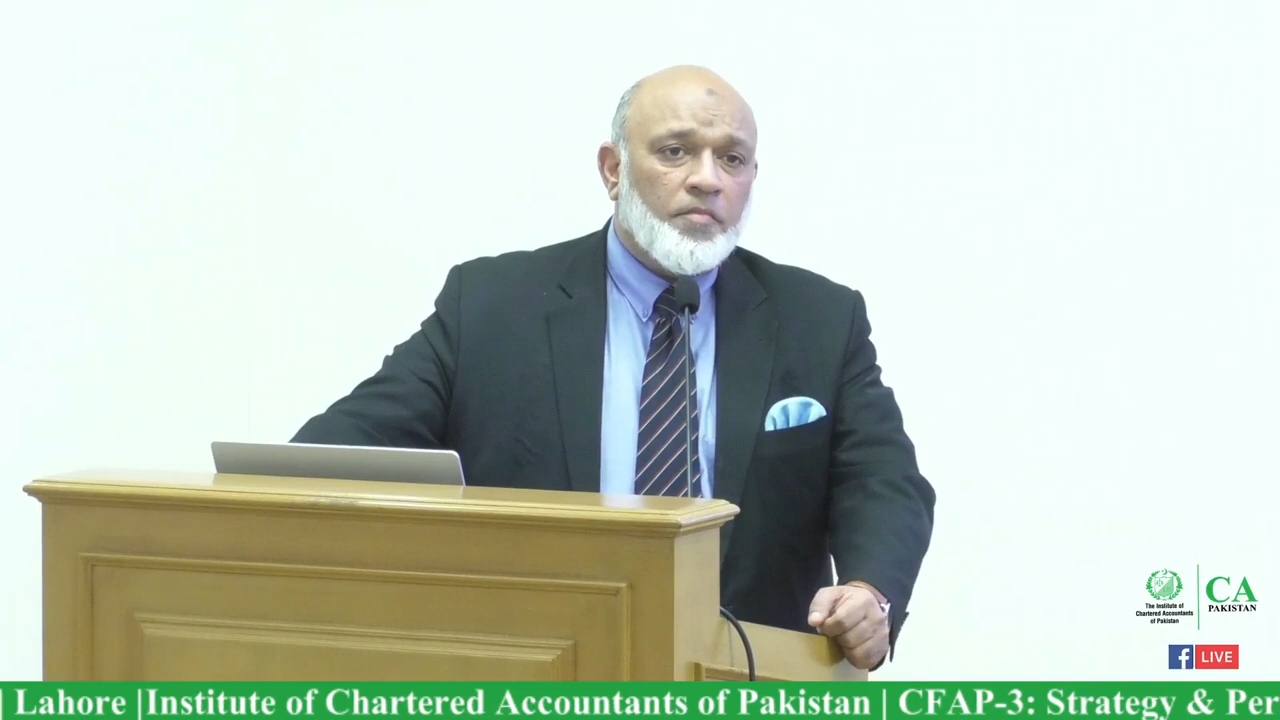 The Institute of
Chartered Accountants
of Pakistan
CA
PAKISTAN
f LIVE
| Lahore |Institute of Chartered Accountants of Pakistan | CFAP-3: Strategy & Per